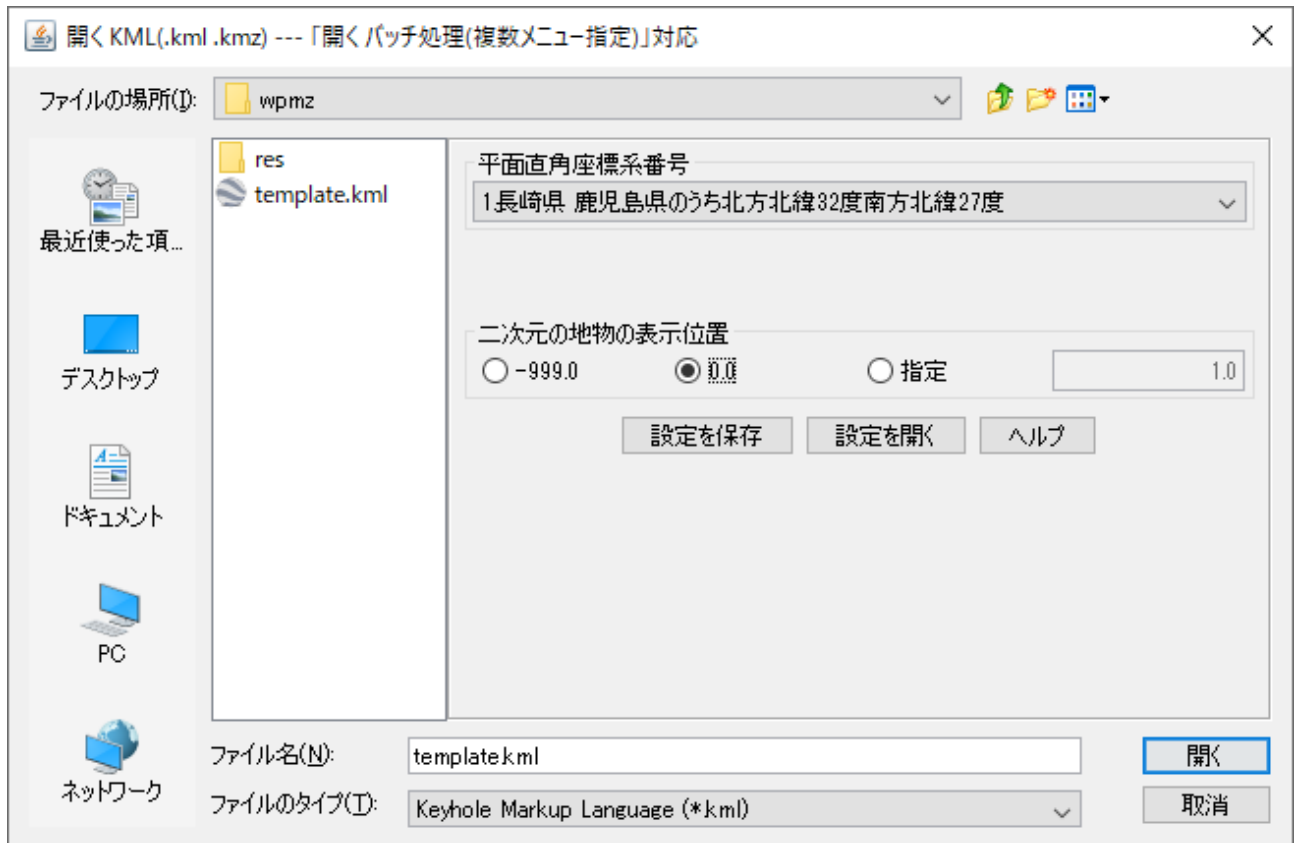 開く KML(.kml .kmz) --- 「開く バッチ処理(複数メニュー指定)」対応
ファイルの場所(I):
wpmz
最近使った項...
デスクトップ
ドキュメント
PC
ネットワーク
res
template.kml
平面直角座標系番号
1.長崎県 鹿児島県のうち北方北緯32度南方北緯27度
二次元の地物の表示位置
-999.0 0.0 指定 1.0
設定を保存 設定を開く ヘルプ
ファイル名(N): template.kml 開く
ファイルのタイプ(T): Keyhole Markup Language (*.kml) 取消